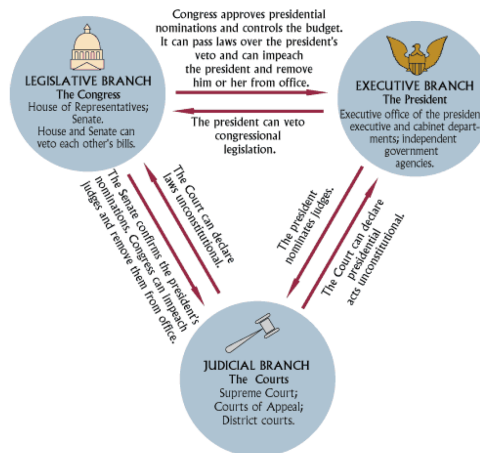 Congress approves presidential
nominations and controls the budget.
It can pass laws over the president's
veto and can impeach
the president and remove
him or her from office.
LEGISLATIVE BRANCH
The Congress
House of Representatives;
Senate.
House and Senate can
veto each other's bills.
EXECUTIVE BRANCH
The President
Executive office of the president
executive and cabinet depart-
ments; independent
government
agencies.
The president can veto
congressional
legislation.
The Senate confirms the president's
nominations. Congress can impeach
judges and remove them from office.
The Court can declare
laws unconstitutional.
The president
nominates judges.
The Court can declare
presidential
acts unconstitutional.
JUDICIAL BRANCH
The Courts
Supreme Court;
Courts of Appeal;
District courts.